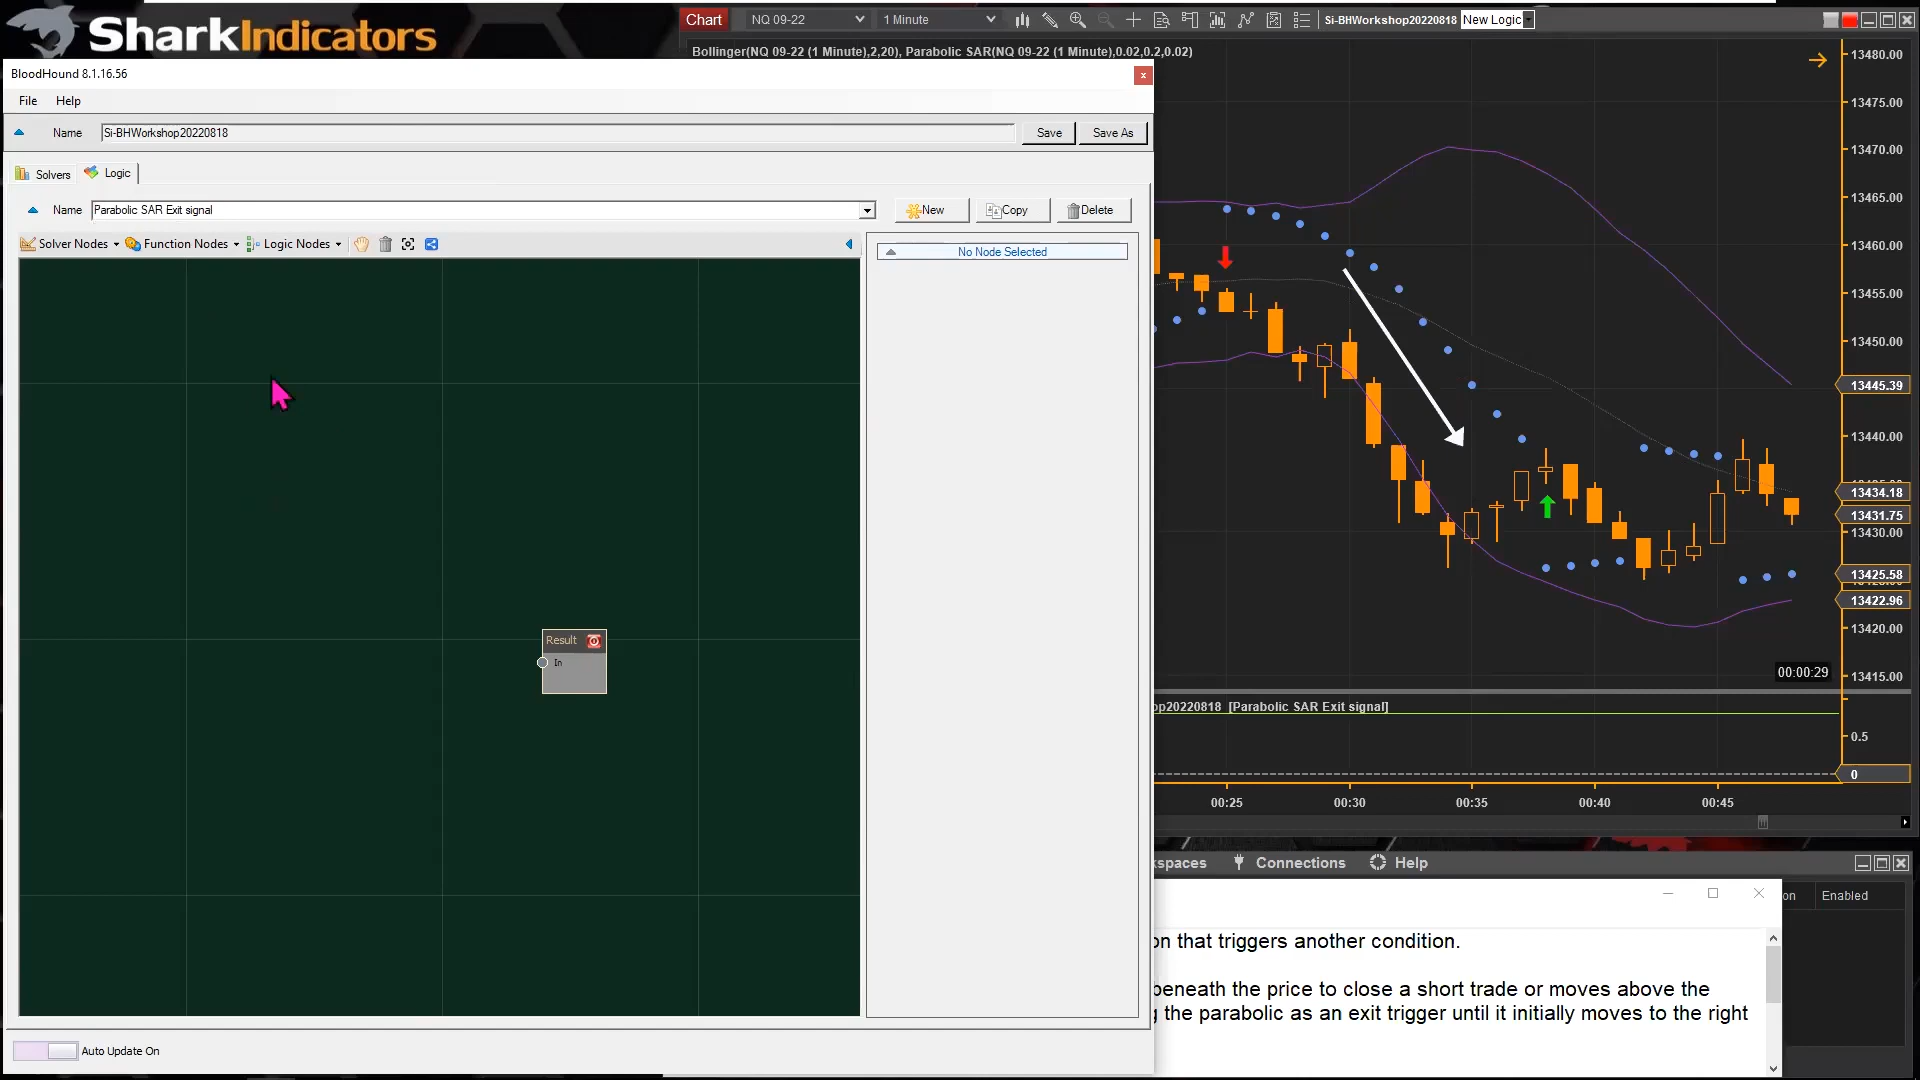 SharkIndicators
Chart
NQ 09-22
1 Minute
Si-BHWorkshop20220818
New Logic
Bollinger(NQ 09-22 (1 Minute),2,20), Parabolic SAR(NQ 09-22 (1 Minute),0.02,0.2,0.02)
BloodHound 8.1.16.56
File
Help
Name
Si-BHWorkshop20220818
Save
Save As
Solvers
Logic
Name
Parabolic SAR Exit signal
New
Copy
Delete
Solver Nodes
Function Nodes
Logic Nodes
No Node Selected
Result
In
Auto Update On
13480.00
13475.00
13470.00
13465.00
13460.00
13455.00
13450.00
13445.39
13440.00
13434.18
13431.75
13430.00
13425.58
13422.96
13420.00
13415.00
00:00:29
op20220818 [Parabolic SAR Exit signal]
0.5
0
00:25
00:30
00:35
00:40
00:45
kspaces
Connections
Help
on
Enabled
on that triggers another condition.
beneath the price to close a short trade or moves above the
g the parabolic as an exit trigger until it initially moves to the right